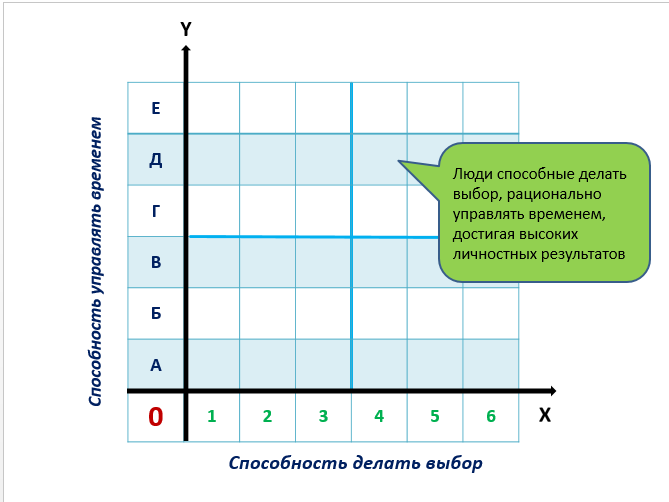 Y
Способность управлять временем
Е
Д
Г
В
Б
А
Люди способные делать
выбор, рационально
управлять временем,
достигая высоких
личностных результатов
0 1 2 3 4 5 6
X
Способность делать выбор